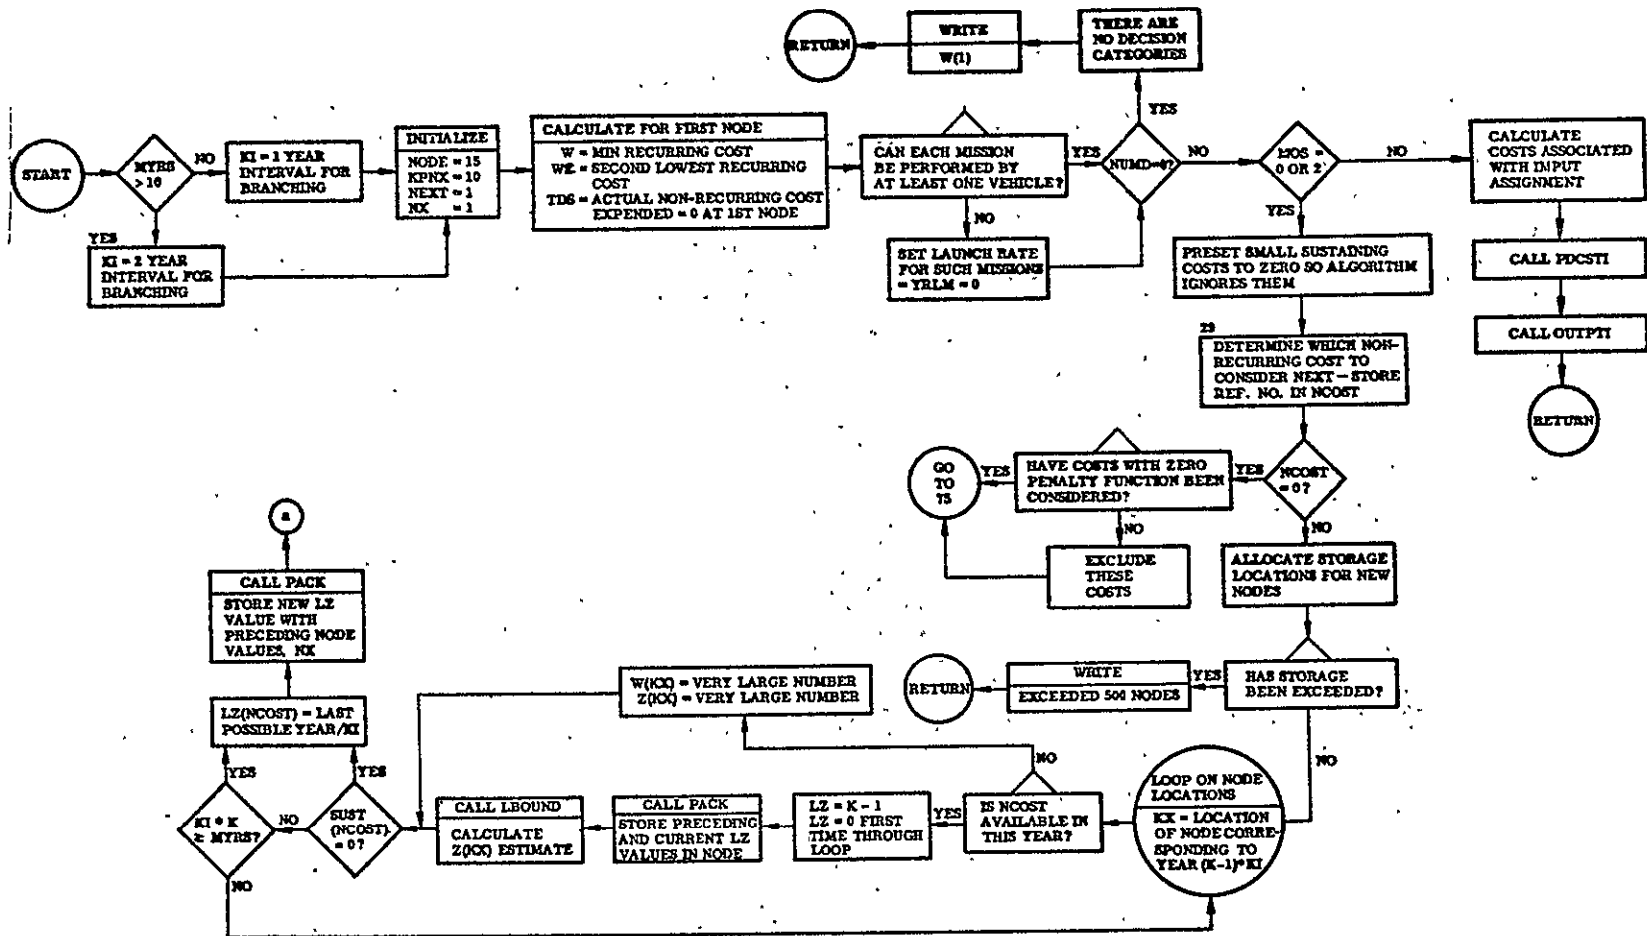 THERE ARE
NO DECISION
CATEGORIES
WRITE
W(1)
RETURN
YES
START
MYRS
> 10
NO
KI = 1 YEAR
INTERVAL FOR
BRANCHING
YES
KI = 2 YEAR
INTERVAL FOR
BRANCHING
INITIALIZE
NODE = 15
KPNX = 10
NEXT = 1
NX = 1
CALCULATE FOR FIRST NODE
W = MIN RECURRING COST
= SECOND LOWEST RECURRING
COST
TDS = ACTUAL NON-RECURRING COST
EXPENDED = 0 AT 1ST NODE
CAN EACH MISSION
BE PERFORMED BY
AT LEAST ONE VEHICLE?
YES
NO
SET LAUNCH RATE
FOR SUCH MISSIONS
= YRLM = 0
NUMD=0?
NO
MOS =
0 OR 2
NO
YES
CALCULATE
COSTS ASSOCIATED
WITH INPUT
ASSIGNMENT
CALL PDCSTI
CALL OUTPTI
RETURN
PRESET SMALL SUSTAINING
COSTS TO ZERO SO ALGORITHM
IGNORES THEM
DETERMINE WHICH NON-
RECURRING COST TO
CONSIDER NEXT — STORE
REF. NO. IN NCOST
NCOST
= 0?
YES
NO
HAVE COSTS WITH ZERO
PENALTY FUNCTION BEEN
CONSIDERED?
YES
GO
TO
75
NO
EXCLUDE
THESE
COSTS
ALLOCATE STORAGE
LOCATIONS FOR NEW
NODES
HAS STORAGE
BEEN EXCEEDED?
YES
WRITE
EXCEEDED 500 NODES
RETURN
NO
LOOP ON NODE
LOCATIONS
KX = LOCATION
OF NODE CORRE-
SPONDING TO
YEAR (K-1)*KI
IS NCOST
AVAILABLE IN
THIS YEAR?
NO
W(KX) = VERY LARGE NUMBER
Z(KX) = VERY LARGE NUMBER
YES
LZ = K - 1
LZ = 0 FIRST
TIME THROUGH
LOOP
CALL PACK
STORE PRECEDING
AND CURRENT LZ
VALUES IN NODE
CALL LBOUND
CALCULATE
Z(KX) ESTIMATE
SUST
(NCOST)
= 0?
YES
NO
KI * K
≥ MYRS?
YES
NO
LZ(NCOST) = LAST
POSSIBLE YEAR/KI
CALL PACK
STORE NEW LZ
VALUE WITH
PRECEDING NODE
VALUES, NX
a